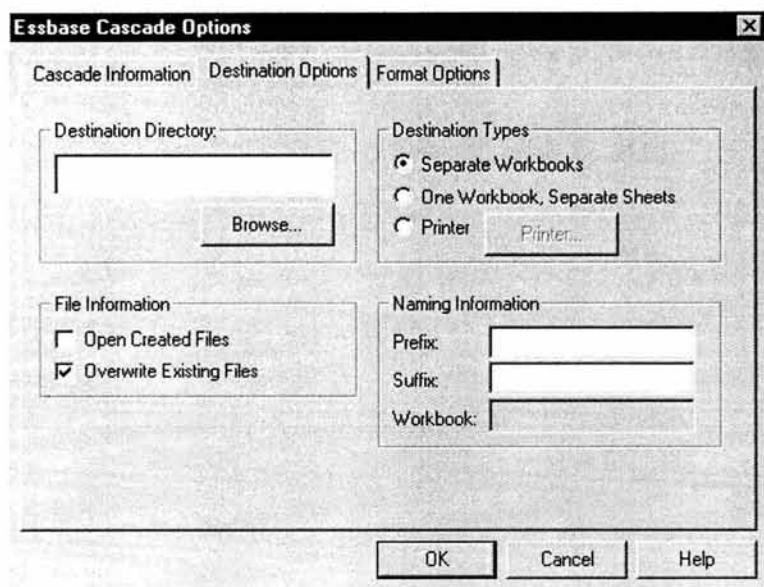 Essbase Cascade Options
Cascade Information Destination Options Format Options
Destination Directory:
Browse...
Destination Types
Separate Workbooks
One Workbook, Separate Sheets
Printer Printer...
File Information
Open Created Files
Overwrite Existing Files
Naming Information
Prefix:
Suffix:
Workbook:
OK Cancel Help